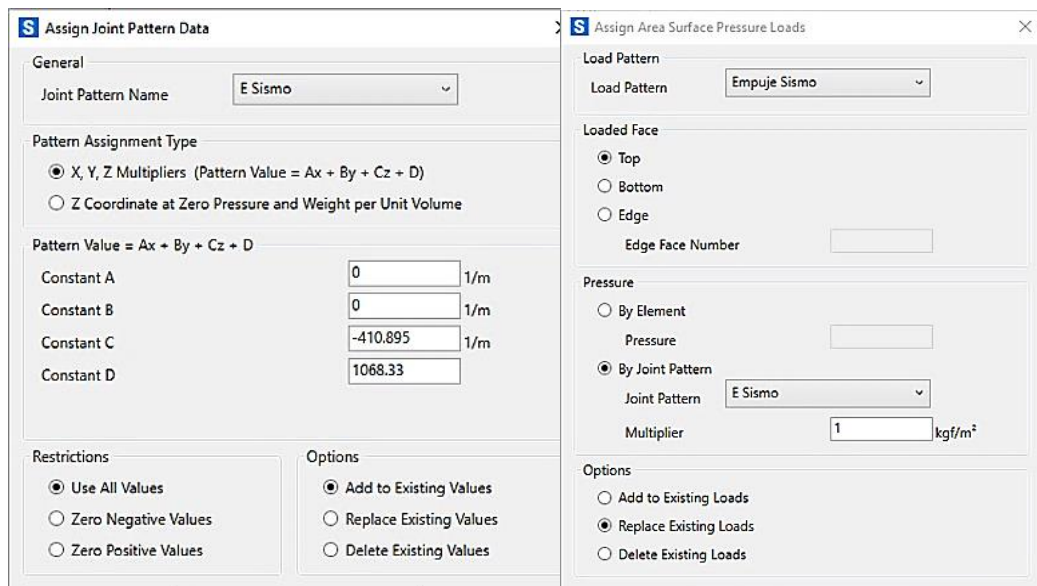 Assign Joint Pattern Data
General
Joint Pattern Name E Sismo
Pattern Assignment Type
X, Y, Z Multipliers (Pattern Value = Ax + By + Cz + D)
Z Coordinate at Zero Pressure and Weight per Unit Volume
Pattern Value = Ax + By + Cz + D
Constant A 0 1/m
Constant B 0 1/m
Constant C -410.895 1/m
Constant D 1068.33
Restrictions
Use All Values
Zero Negative Values
Zero Positive Values
Options
Add to Existing Values
Replace Existing Values
Delete Existing Values
Assign Area Surface Pressure Loads
Load Pattern
Load Pattern Empuje Sismo
Loaded Face
Top
Bottom
Edge
Edge Face Number
Pressure
By Element
Pressure
By Joint Pattern
Joint Pattern E Sismo
Multiplier 1 kgf/m²
Options
Add to Existing Loads
Replace Existing Loads
Delete Existing Loads